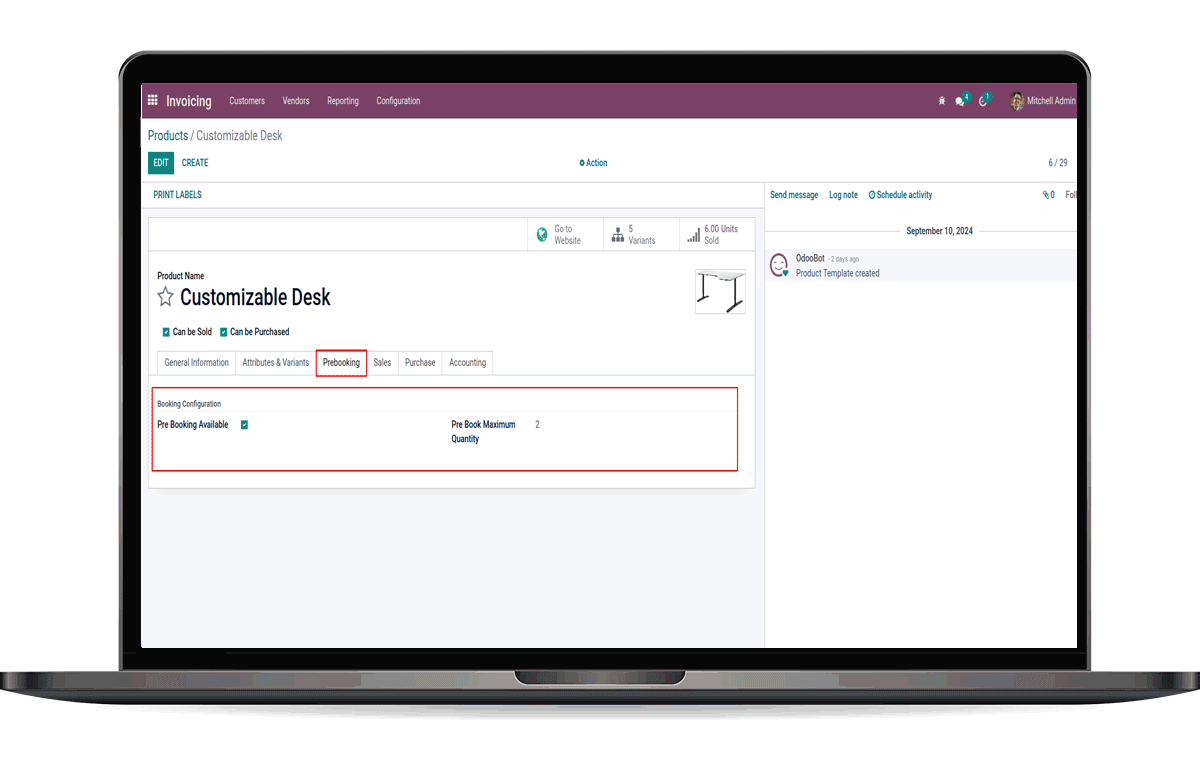 Invoicing Customers Vendors Reporting Configuration 4 1 Mitchell Admin
Products / Customizable Desk
EDIT CREATE Action 6 / 29
PRINT LABELS
Send message Log note Schedule activity 0 Foll
Go to
Website
5
Variants
6.00 Units
Sold
September 10, 2024
OdooBot - 2 days ago
Product Template created
Product Name
Customizable Desk
Can be Sold Can be Purchased
General Information Attributes & Variants Prebooking Sales Purchase Accounting
Booking Configuration
Pre Booking Available
Pre Book Maximum
Quantity
2